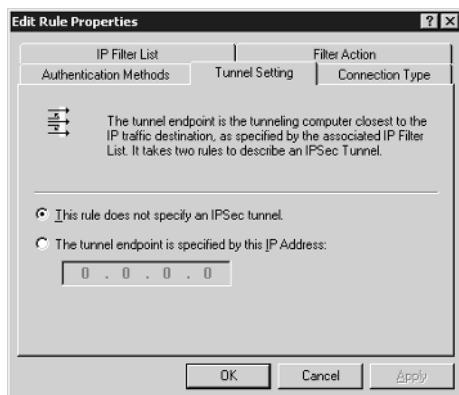 Edit Rule Properties
IP Filter List
Filter Action
Authentication Methods
Tunnel Setting
Connection Type
The tunnel endpoint is the tunneling computer closest to the
IP traffic destination, as specified by the associated IP Filter
List. It takes two rules to describe an IPSec Tunnel.
This rule does not specify an IPSec tunnel.
The tunnel endpoint is specified by this IP Address:
0 . 0 . 0 . 0
OK
Cancel
Apply